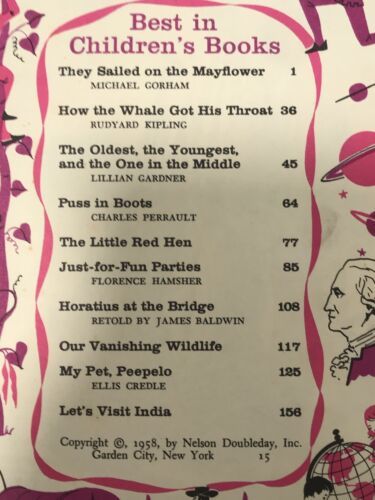 Best in
Children's Books
They Sailed on the Mayflower 1
MICHAEL GORHAM
How the Whale Got His Throat 36
RUDYARD KIPLING
The Oldest, the Youngest,
and the One in the Middle 45
LILLIAN GARDNER
Puss in Boots 64
CHARLES PERRAULT
The Little Red Hen 77
Just-for-Fun Parties 85
FLORENCE HAMSHER
Horatius at the Bridge 108
RETOLD BY JAMES BALDWIN
Our Vanishing Wildlife 117
My Pet, Peepelo 125
ELLIS CREDLE
Let's Visit India 156
Copyright ©, 1958, by Nelson Doubleday, Inc.
Garden City, New York 15